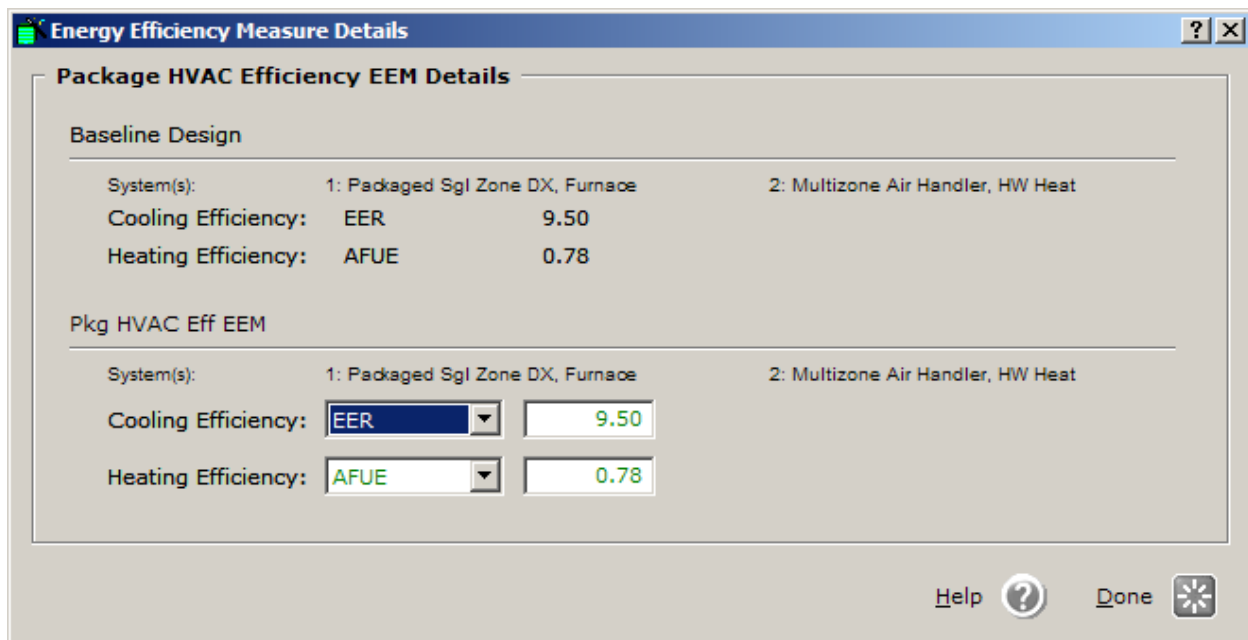 Energy Efficiency Measure Details
Package HVAC Efficiency EEM Details
Baseline Design
System(s): 1: Packaged Sgl Zone DX, Furnace 2: Multizone Air Handler, HW Heat
Cooling Efficiency: EER 9.50
Heating Efficiency: AFUE 0.78
Pkg HVAC Eff EEM
System(s): 1: Packaged Sgl Zone DX, Furnace 2: Multizone Air Handler, HW Heat
Cooling Efficiency: EER 9.50
Heating Efficiency: AFUE 0.78
Help ? Done